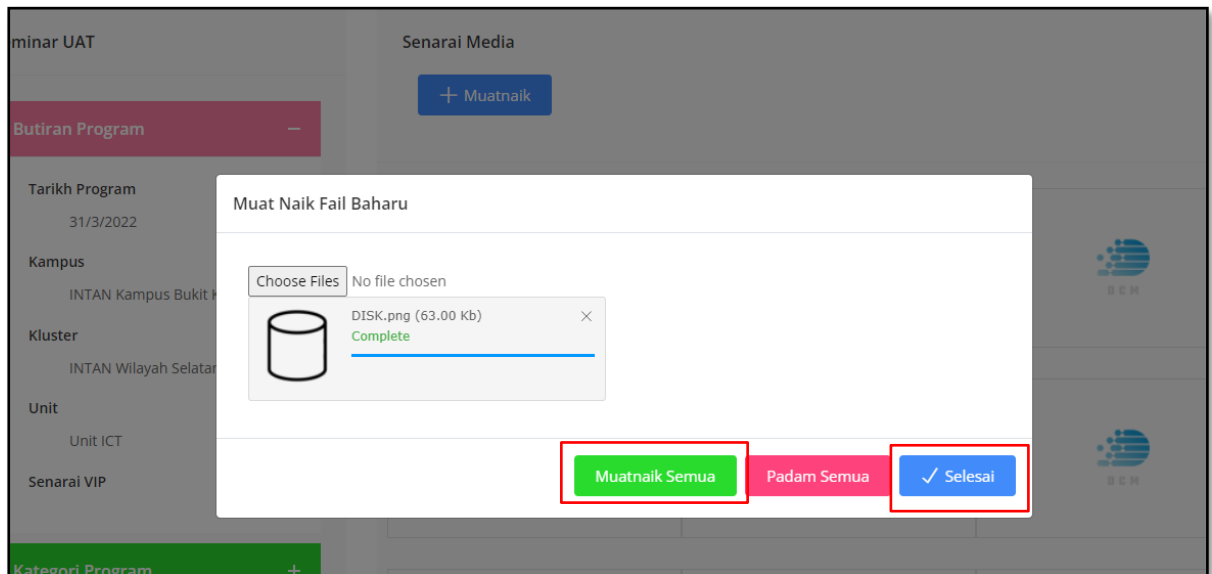 minar UAT
Senarai Media
+ Muatnaik
Butiran Program
Tarikh Program
31/3/2022
Kampus
INTAN Kampus Bukit
Kluster
INTAN Wilayah Selatan
Unit
Unit ICT
Senarai VIP
Kategori Program
Muat Naik Fail Baharu
Choose Files No file chosen
DISK.png (63.00 Kb)
Complete
Muatnaik Semua
Padam Semua
Selesai
BCM
BCM